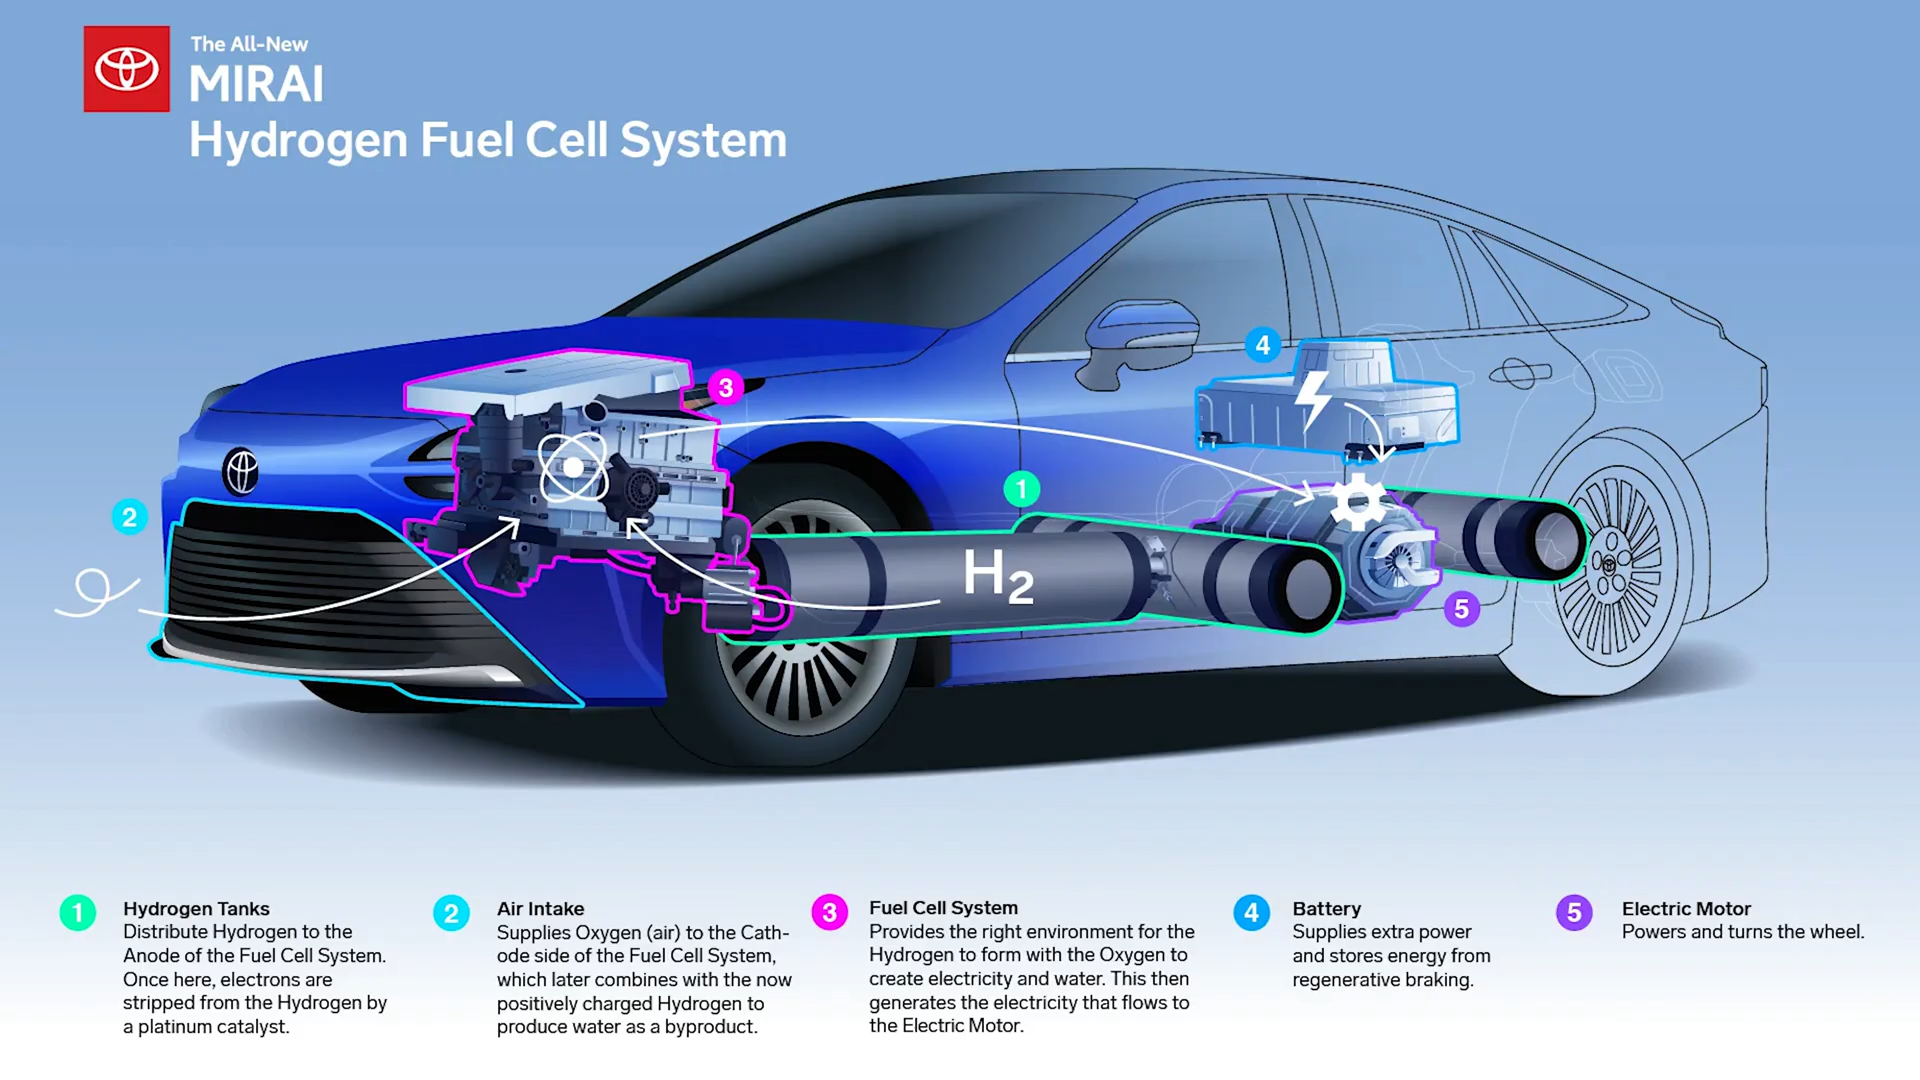 The All-New
MIRAI
Hydrogen Fuel Cell System
3
4
1
2
H2
5
1
Hydrogen Tanks
Distribute Hydrogen to the
Anode of the Fuel Cell System.
Once here, electrons are
stripped from the Hydrogen by
a platinum catalyst.
2
Air Intake
Supplies Oxygen (air) to the Cath-
ode side of the Fuel Cell System,
which later combines with the now
positively charged Hydrogen to
produce water as a byproduct.
3
Fuel Cell System
Provides the right environment for the
Hydrogen to form with the Oxygen to
create electricity and water. This then
generates the electricity that flows to
the Electric Motor.
4
Battery
Supplies extra power
and stores energy from
regenerative braking.
5
Electric Motor
Powers and turns the wheel.